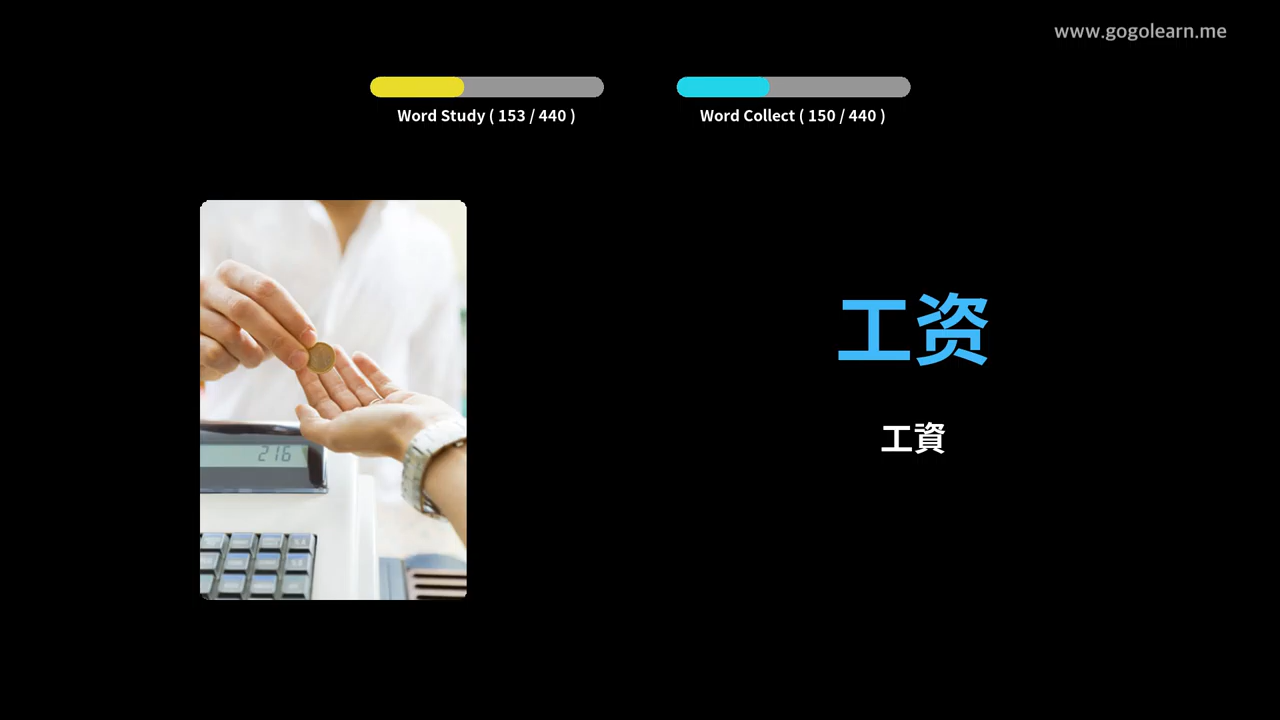 www.gogolearn.me
Word Study ( 153 / 440 )
Word Collect ( 150 / 440 )
216
工资
工資